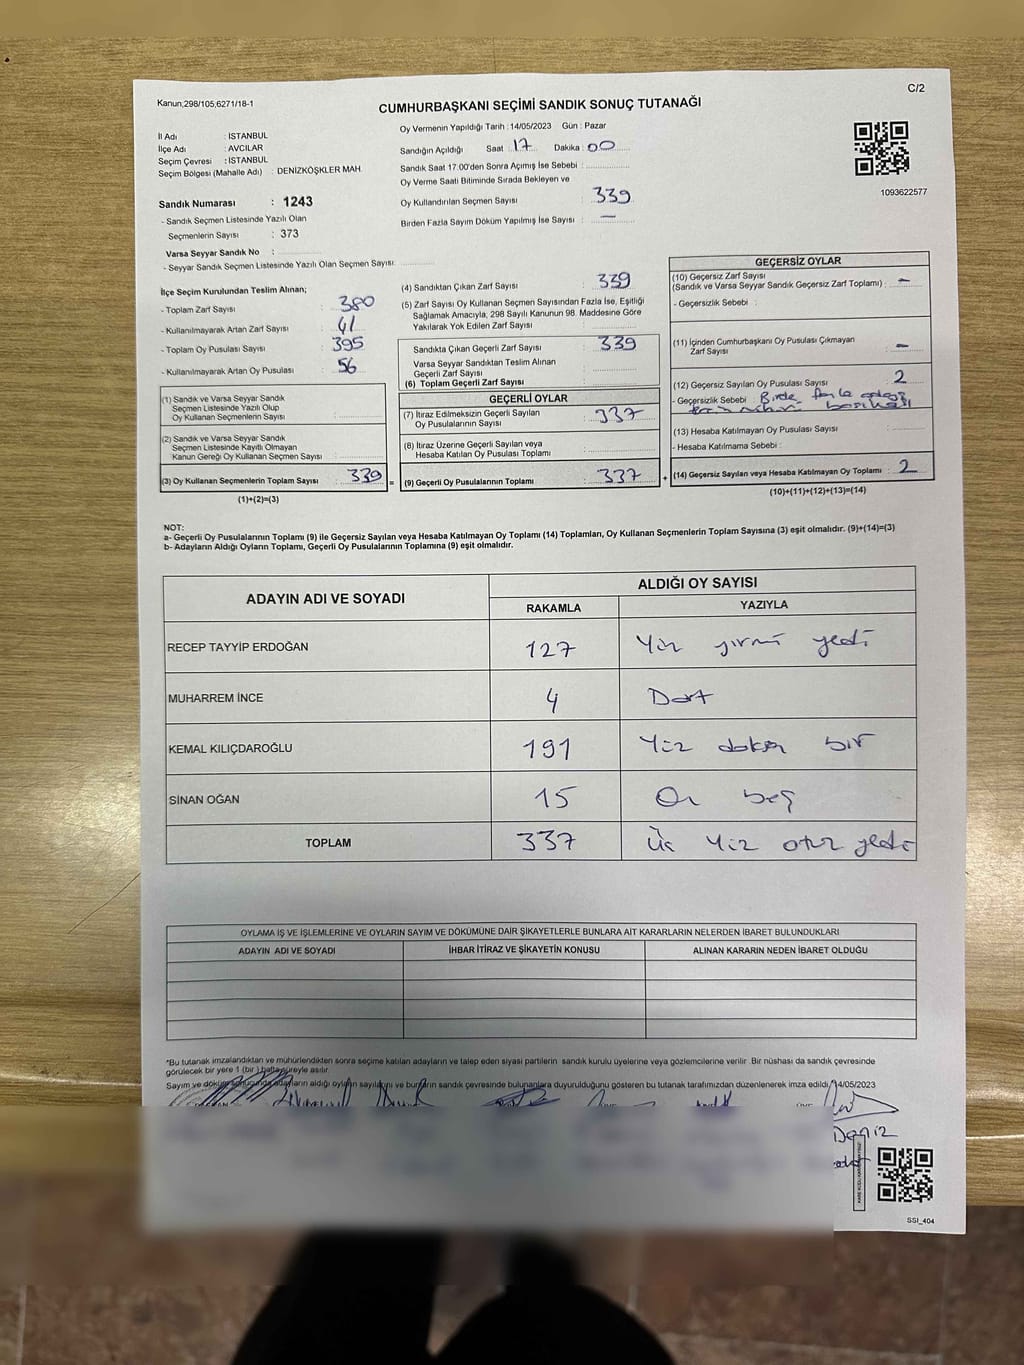 Kanun;298/105;6271/18-1
C/2
CUMHURBAŞKANI SEÇİMİ SANDIK SONUÇ TUTANAĞI
İl Adı : İSTANBUL
İlçe Adı : AVCILAR
Seçim Çevresi : İSTANBUL
Seçim Bölgesi (Mahalle Adı) : DENİZKÖŞKLER MAH.
Sandık Numarası : 1243
- Sandık Seçmen Listesinde Yazılı Olan
Seçmenlerin Sayısı : 373
Varsa Seyyar Sandık No :
- Seyyar Sandık Seçmen Listesinde Yazılı Olan Seçmen Sayısı:
Oy Vermenin Yapıldığı Tarih : 14/05/2023 Gün : Pazar
Sandığın Açıldığı Saat 17 Dakika : 00
Sandık Saat 17.00'den Sonra Açımış İse Sebebi :
Oy Verme Saati Bitiminde Sırada Bekleyen ve
Oy Kullandırılan Seçmen Sayısı : 339
Birden Fazla Sayım Döküm Yapılmış İse Sayısı : —
1093622577
İlçe Seçim Kurulundan Teslim Alınan;
- Toplam Zarf Sayısı : 380
- Kullanılmayarak Artan Zarf Sayısı : 41
- Toplam Oy Pusulası Sayısı : 395
- Kullanılmayarak Artan Oy Pusulası : 56
(1) Sandık ve Varsa Seyyar Sandık
Seçmen Listesinde Yazılı Olup
Oy Kullanan Seçmenlerin Sayısı
(2) Sandık ve Varsa Seyyar Sandık
Seçmen Listesinde Kayıtlı Olmayan
Kanun Gereği Oy Kullanan Seçmen Sayısı
(3) Oy Kullanan Seçmenlerin Toplam Sayısı : 339 =
(1)+(2)=(3)
(4) Sandıktan Çıkan Zarf Sayısı : 339
(5) Zarf Sayısı Oy Kullanan Seçmen Sayısından Fazla İse, Eşitliği
Sağlamak Amacıyla, 298 Sayılı Kanunun 98. Maddesine Göre
Yakılarak Yok Edilen Zarf Sayısı :
Sandıkta Çıkan Geçerli Zarf Sayısı : 339
Varsa Seyyar Sandıktan Teslim Alınan
Geçerli Zarf Sayısı
(6) Toplam Geçerli Zarf Sayısı :
GEÇERLİ OYLAR
(7) İtiraz Edilmeksizin Geçerli Sayılan
Oy Pusulalarının Sayısı : 337
(8) İtiraz Üzerine Geçerli Sayılan veya
Hesaba Katılan Oy Pusulası Toplamı :
(9) Geçerli Oy Pusulalarının Toplamı : 337 +
GEÇERSİZ OYLAR
(10) Geçersiz Zarf Sayısı
(Sandık ve Varsa Seyyar Sandık Geçersiz Zarf Toplamı) : —
- Geçersizlik Sebebi :
(11) İçinden Cumhurbaşkanı Oy Pusulası Çıkmayan
Zarf Sayısı : —
(12) Geçersiz Sayılan Oy Pusulası Sayısı : 2
- Geçersizlik Sebebi : Birden fazla
(13) Hesaba Katılmayan Oy Pusulası Sayısı :
- Hesaba Katılmama Sebebi :
(14) Geçersiz Sayılan veya Hesaba Katılmayan Oy Toplamı : 2
(10)+(11)+(12)+(13)=(14)
NOT:
a- Geçerli Oy Pusulalarının Toplamı (9) ile Geçersiz Sayılan veya Hesaba Katılmayan Oy Toplamı (14) Toplamları, Oy Kullanan Seçmenlerin Toplam Sayısına (3) eşit olmalıdır. (9)+(14)=(3)
b- Adayların Aldığı Oyların Toplamı, Geçerli Oy Pusulalarının Toplamına (9) eşit olmalıdır.
ADAYIN ADI VE SOYADI ALDIĞI OY SAYISI
RAKAMLA YAZIYLA
RECEP TAYYİP ERDOĞAN 127 Yüz yirmi yedi
MUHARREM İNCE 4 Dört
KEMAL KILIÇDAROĞLU 191 Yüz doksan bir
SİNAN OĞAN 15 On beş
TOPLAM 337 Üç Yüz otuz yedi
OYLAMA İŞ VE İŞLEMLERİNE VE OYLARIN SAYIM VE DÖKÜMÜNE DAİR ŞİKAYETLERLE BUNLARA AİT KARARLARIN NELERDEN İBARET BULUNDUKLARI
ADAYIN ADI VE SOYADI İHBAR İTİRAZ VE ŞİKAYETİN KONUSU ALINAN KARARIN NEDEN İBARET OLDUĞU
*Bu tutanak imzalandıktan ve mühürlendikten sonra seçime katılan adayların ve talep eden siyasi partilerin sandık kurulu üyelerine veya gözlemcilerine verilir .Bir nüshası da sandık çevresinde
görülecek bir yere 1 (bir ) hafta süreyle asılır.
Sayım ve döküm sonucunda adayların aldığı oyların sayıları ve bunların sandık çevresinde bulunanlara duyurulduğunu gösteren bu tutanak tarafımızdan düzenlenerek imza edildi. 14/05/2023
Deniz
SSİ_404